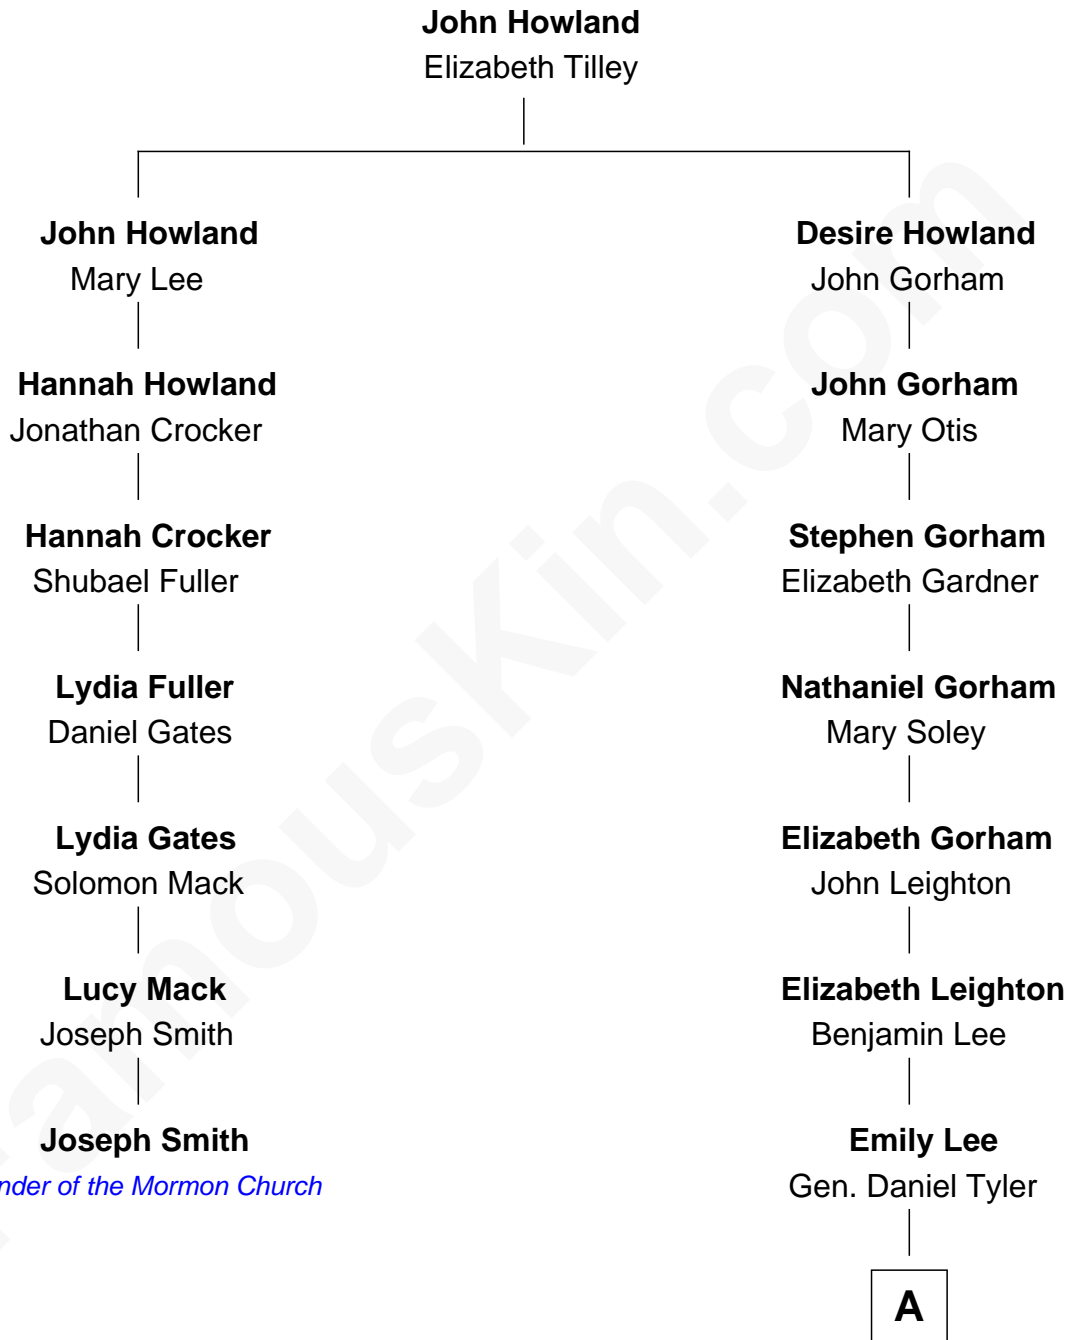 John Howland
Elizabeth Tilley
John Howland
Mary Lee
Desire Howland
John Gorham
Hannah Howland
Jonathan Crocker
John Gorham
Mary Otis
Hannah Crocker
Shubael Fuller
Stephen Gorham
Elizabeth Gardner
Lydia Fuller
Daniel Gates
Nathaniel Gorham
Mary Soley
Lydia Gates
Solomon Mack
Elizabeth Gorham
John Leighton
Lucy Mack
Joseph Smith
Elizabeth Leighton
Benjamin Lee
Joseph Smith
nder of the Mormon Church
Emily Lee
Gen. Daniel Tyler
A
FamousKin.com